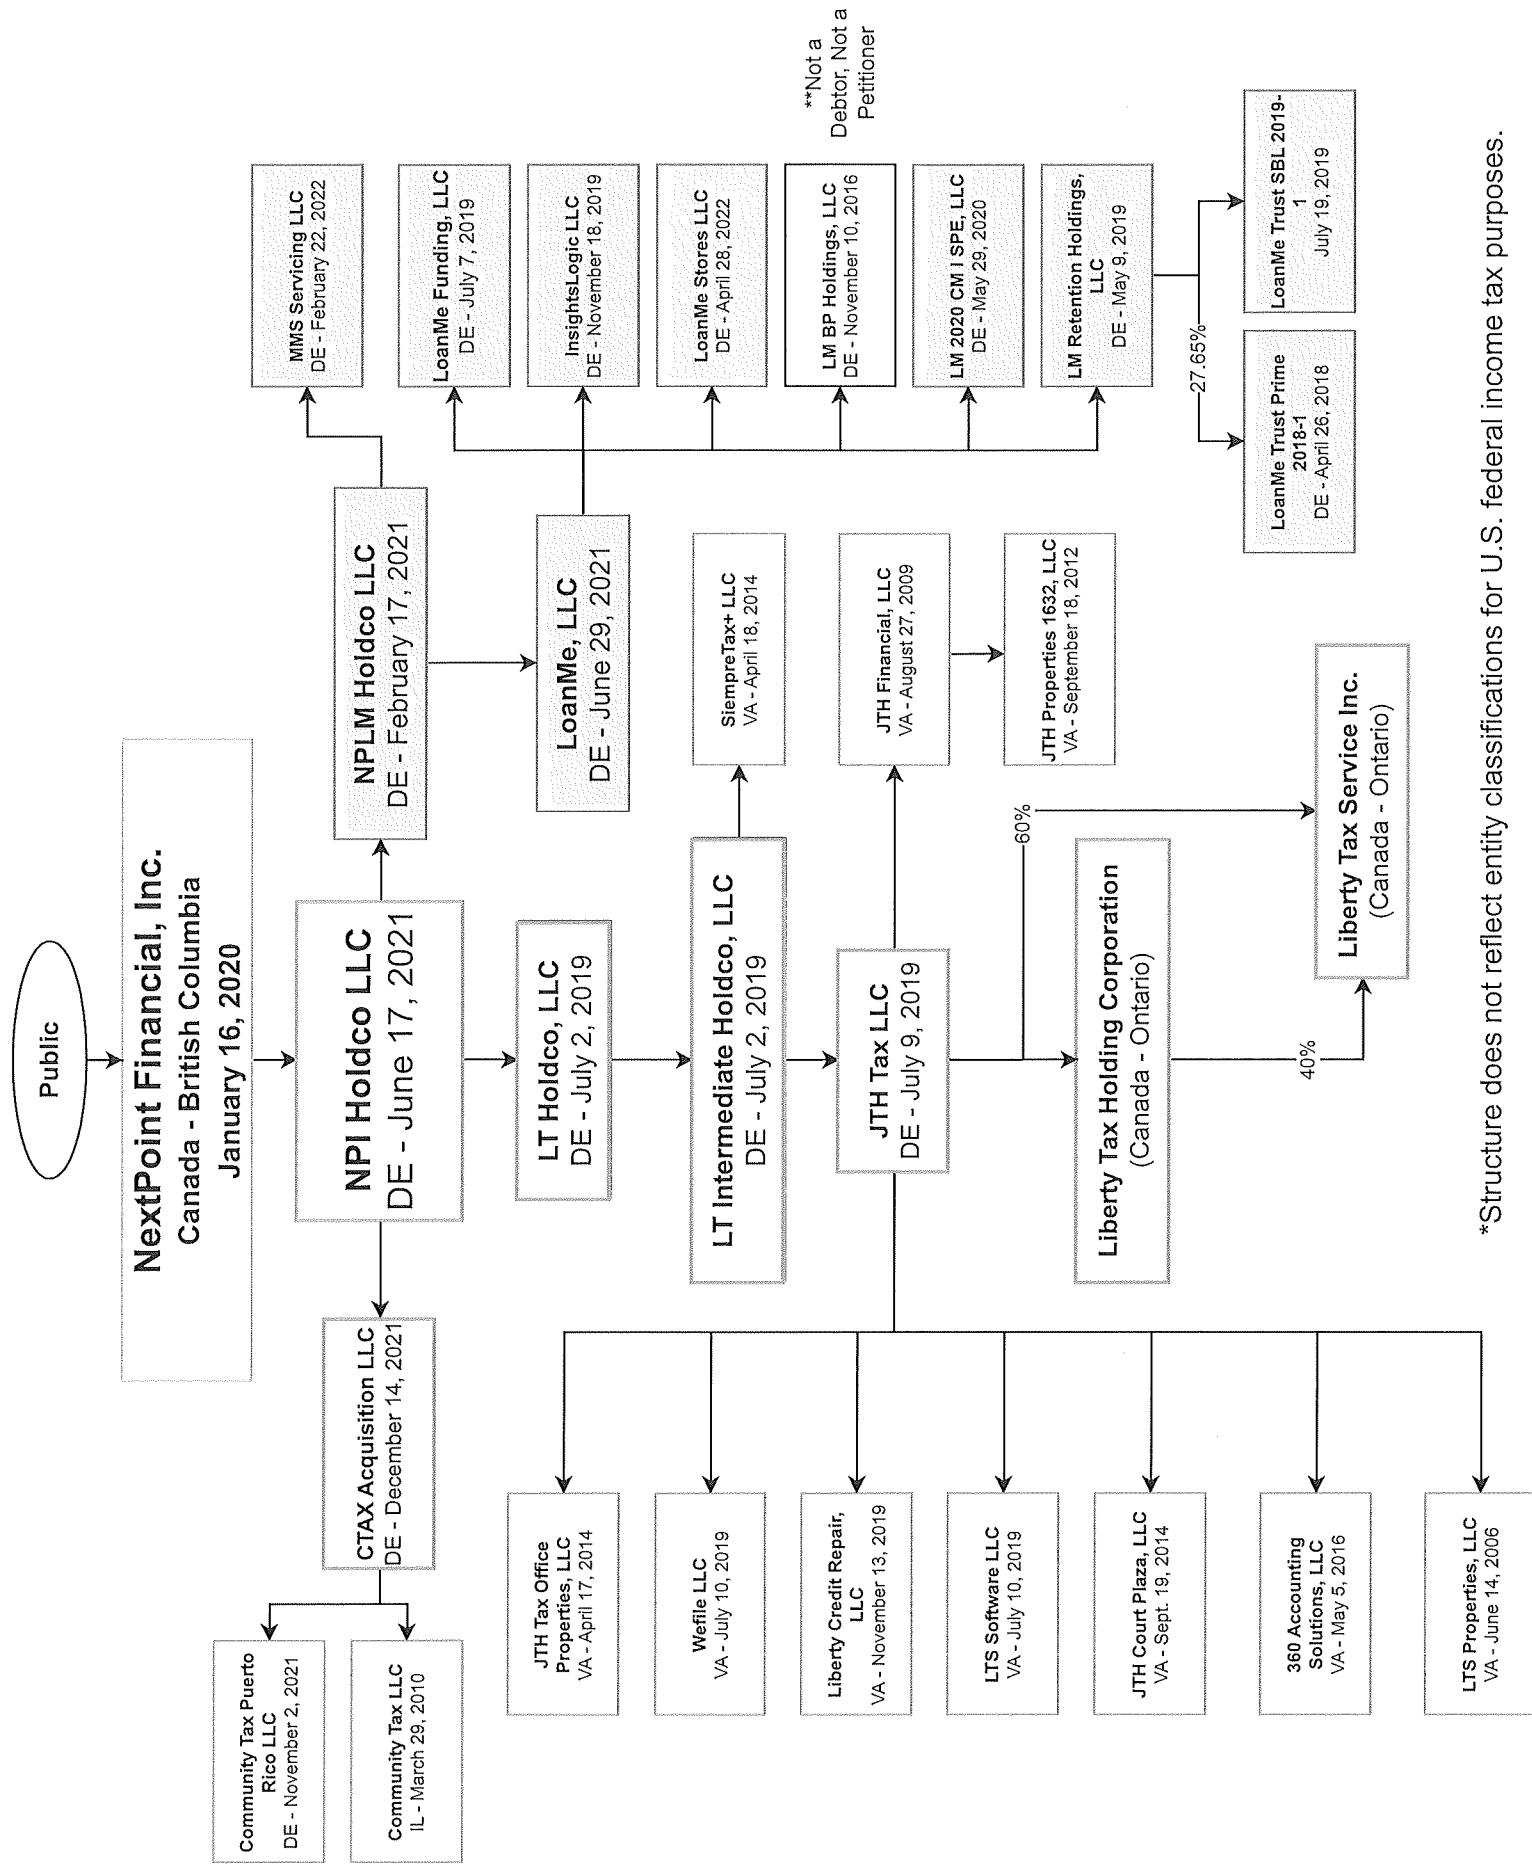 Public
NextPoint Financial, Inc.
Canada - British Columbia
January 16, 2020
NPI Holdco LLC
DE - June 17, 2021
CTAX Acquisition LLC
DE - December 14, 2021
Community Tax Puerto
Rico LLC
DE - November 2, 2021
Community Tax LLC
IL - March 29, 2010
NPLM Holdco LLC
DE - February 17, 2021
MMS Servicing LLC
DE - February 22, 2022
LoanMe, LLC
DE - June 29, 2021
LoanMe Funding, LLC
DE - July 7, 2019
InsightsLogic LLC
DE - November 18, 2019
LoanMe Stores LLC
DE - April 28, 2022
LM BP Holdings, LLC
DE - November 10, 2016
**Not a
Debtor, Not a
Petitioner
LM 2020 CM I SPE, LLC
DE - May 29, 2020
LM Retention Holdings,
LLC
DE - May 9, 2019
27.65%
LoanMe Trust Prime
2018-1
DE - April 26, 2018
LoanMe Trust SBL 2019-
1
July 19, 2019
LT Holdco, LLC
DE - July 2, 2019
LT Intermediate Holdco, LLC
DE - July 2, 2019
SiempreTax+ LLC
VA - April 18, 2014
JTH Tax LLC
DE - July 9, 2019
JTH Financial, LLC
VA - August 27, 2009
JTH Properties 1632, LLC
VA - September 18, 2012
JTH Tax Office
Properties, LLC
VA - April 17, 2014
Wefile LLC
VA - July 10, 2019
Liberty Credit Repair,
LLC
VA - November 13, 2019
LTS Software LLC
VA - July 10, 2019
JTH Court Plaza, LLC
VA - Sept. 19, 2014
360 Accounting
Solutions, LLC
VA - May 5, 2016
LTS Properties, LLC
VA - June 14, 2006
60%
Liberty Tax Holding Corporation
(Canada - Ontario)
40%
Liberty Tax Service Inc.
(Canada - Ontario)
*Structure does not reflect entity classifications for U.S. federal income tax purposes.